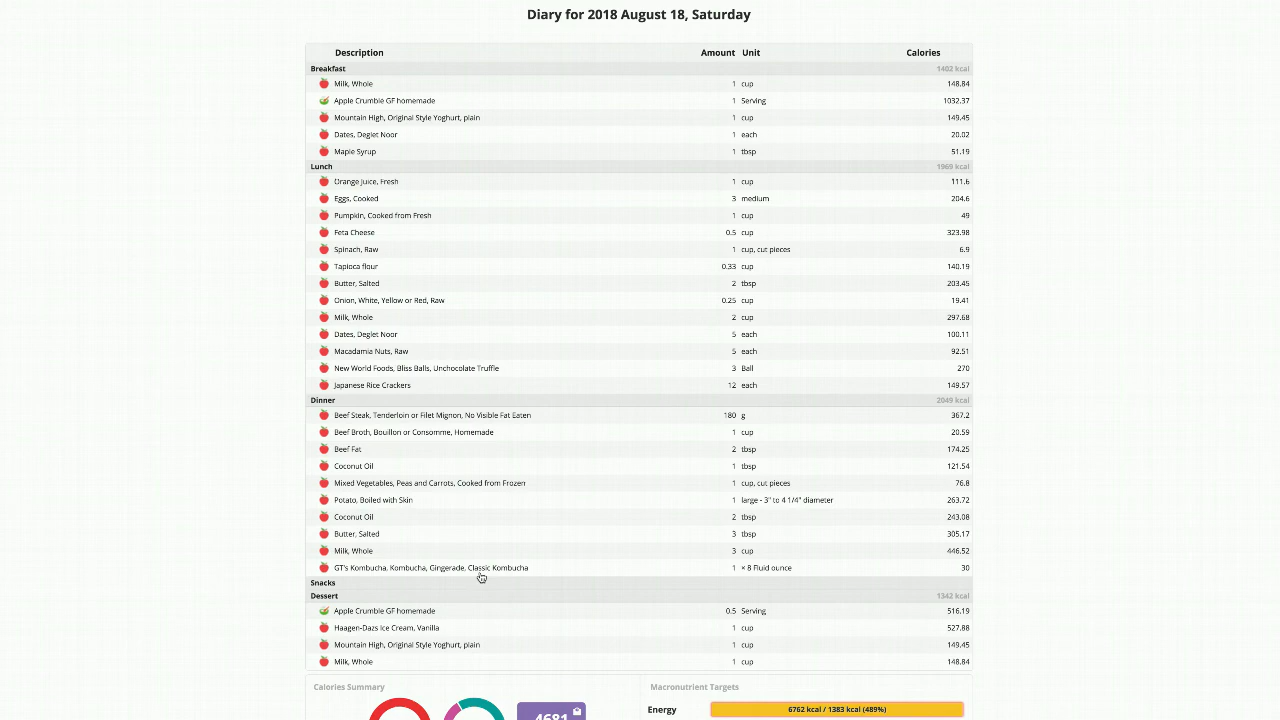 Diary for 2018 August 18, Saturday
Description Amount Unit Calories
Breakfast 1402 kcal
Milk, Whole 1 cup 148.84
Apple Crumble GF homemade 1 Serving 1032.37
Mountain High, Original Style Yoghurt, plain 1 cup 149.45
Dates, Deglet Noor 1 each 20.02
Maple Syrup 1 tbsp 51.19
Lunch 1969 kcal
Orange Juice, Fresh 1 cup 111.6
Eggs, Cooked 3 medium 204.6
Pumpkin, Cooked from Fresh 1 cup 49
Feta Cheese 0.5 cup 323.98
Spinach, Raw 1 cup, cut pieces 6.9
Tapioca flour 0.33 cup 140.19
Butter, Salted 2 tbsp 203.45
Onion, White, Yellow or Red, Raw 0.25 cup 19.41
Milk, Whole 2 cup 297.68
Dates, Deglet Noor 5 each 100.11
Macadamia Nuts, Raw 5 each 92.51
New World Foods, Bliss Balls, Unchocolate Truffle 3 Ball 270
Japanese Rice Crackers 12 each 149.57
Dinner 2049 kcal
Beef Steak, Tenderloin or Filet Mignon, No Visible Fat Eaten 180 g 367.2
Beef Broth, Bouillon or Consomme, Homemade 1 cup 20.59
Beef Fat 2 tbsp 174.25
Coconut Oil 1 tbsp 121.54
Mixed Vegetables, Peas and Carrots, Cooked from Frozen 1 cup, cut pieces 76.8
Potato, Boiled with Skin 1 large - 3" to 4 1/4" diameter 263.72
Coconut Oil 2 tbsp 243.08
Butter, Salted 3 tbsp 305.17
Milk, Whole 3 cup 446.52
GT's Kombucha, Kombucha, Gingerade, Classic Kombucha 1 × 8 Fluid ounce 30
Snacks
Dessert 1342 kcal
Apple Crumble GF homemade 0.5 Serving 516.19
Haagen-Dazs Ice Cream, Vanilla 1 cup 527.88
Mountain High, Original Style Yoghurt, plain 1 cup 149.45
Milk, Whole 1 cup 148.84
Calories Summary Macronutrient Targets
4681 Energy 6762 kcal / 1383 kcal (489%)